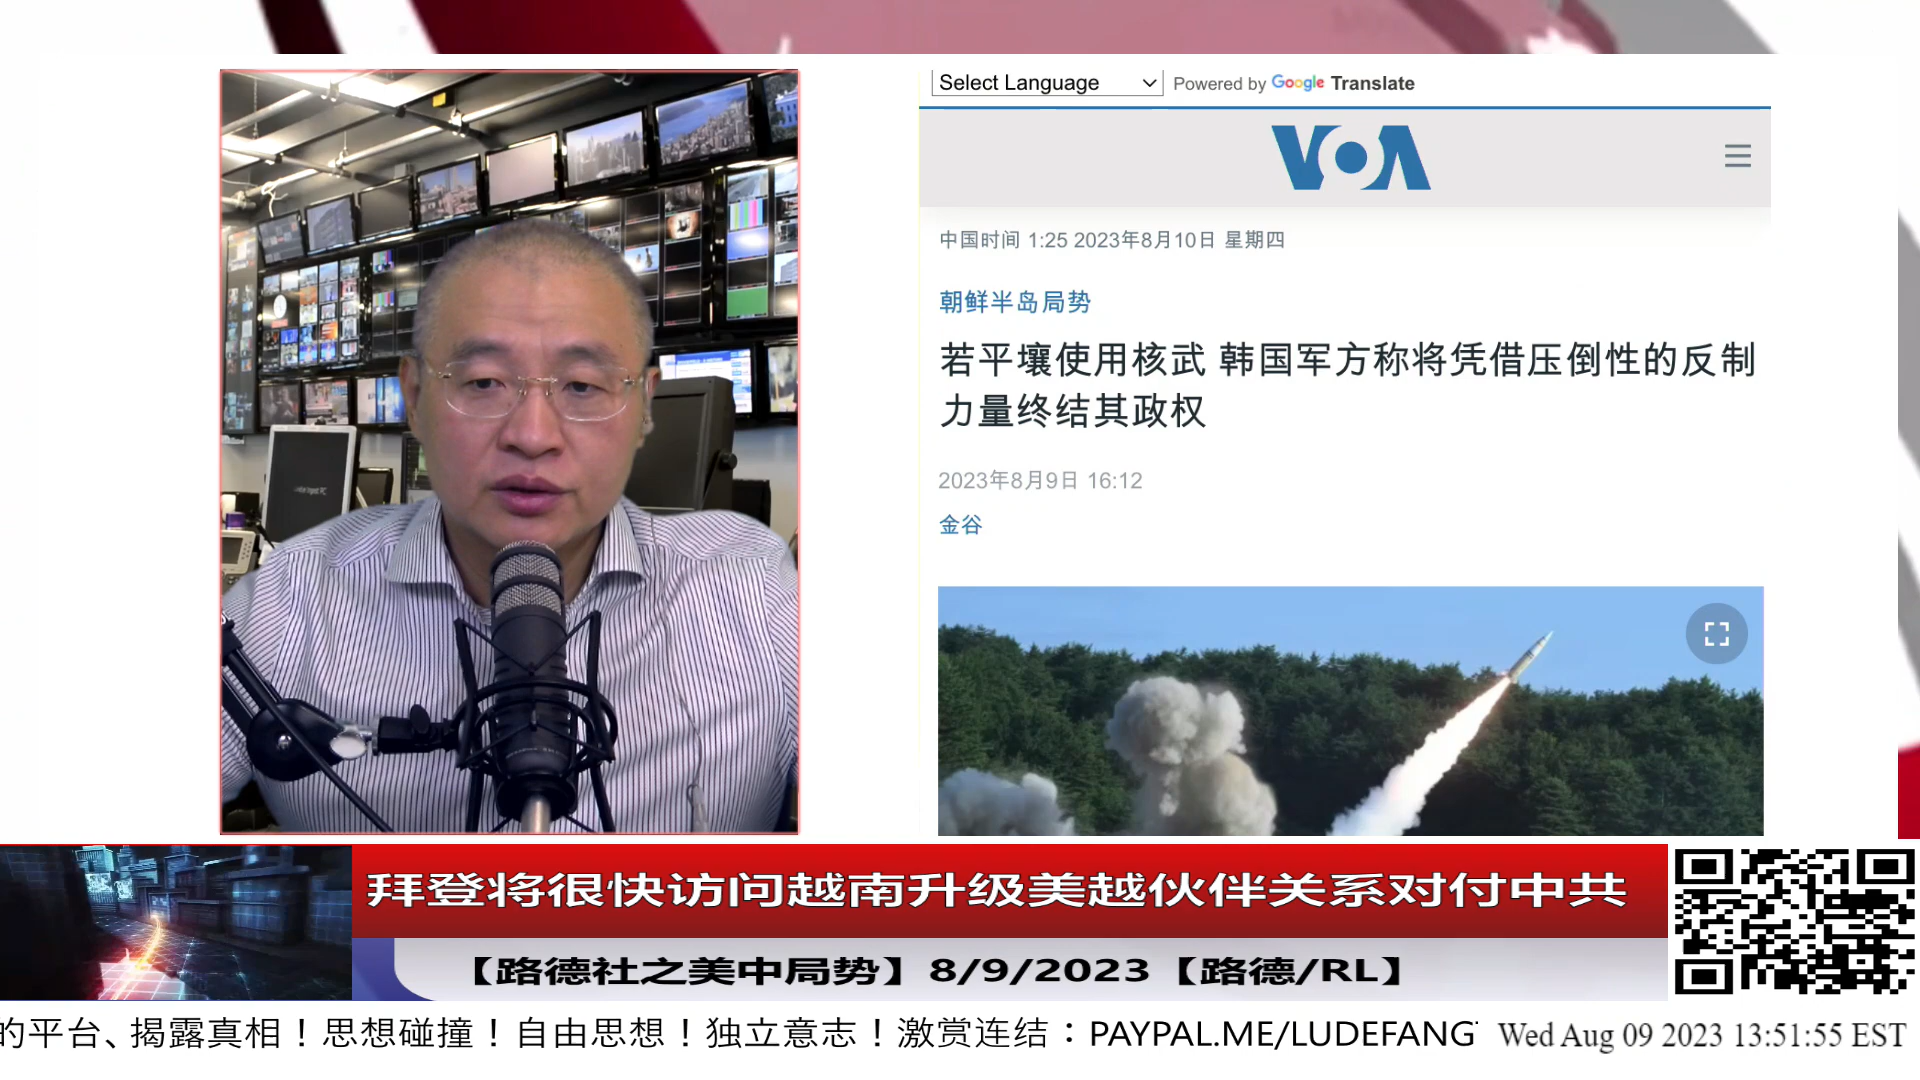 Select Language
Powered by Google Translate
VOA
中国时间 1:25 2023年8月10日 星期四
朝鲜半岛局势
若平壤使用核武 韩国军方称将凭借压倒性的反制
力量终结其政权
2023年8月9日 16:12
金谷
拜登将很快访问越南升级美越伙伴关系对付中共
【路德社之美中局势】8/9/2023【路德/RL】
的平台、揭露真相！思想碰撞！自由思想！独立意志！激赏连结：PAYPAL.ME/LUDEFANG
Wed Aug 09 2023 13:51:55 EST